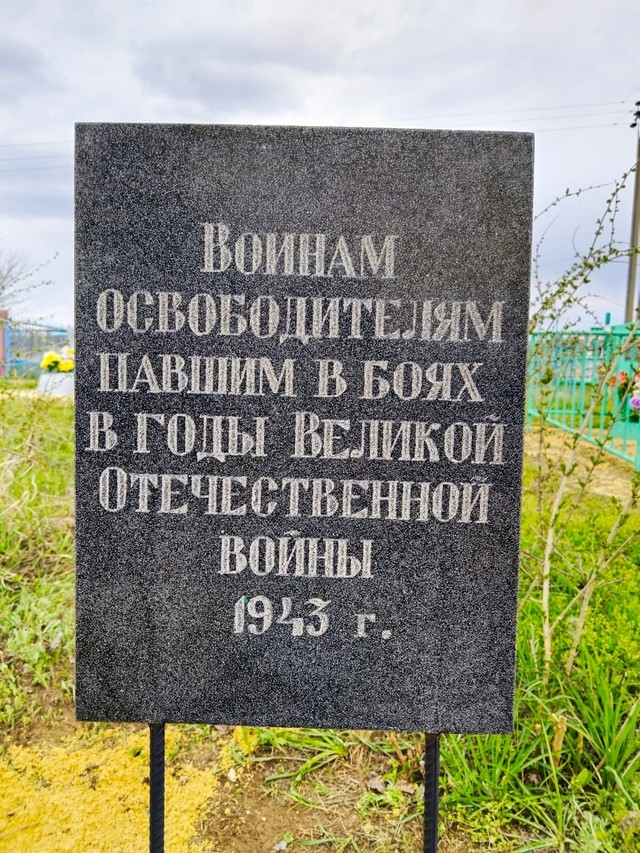 Воинам
освободителям
павшим в боях
в годы Великой
Отечественной
войны
1943 г.